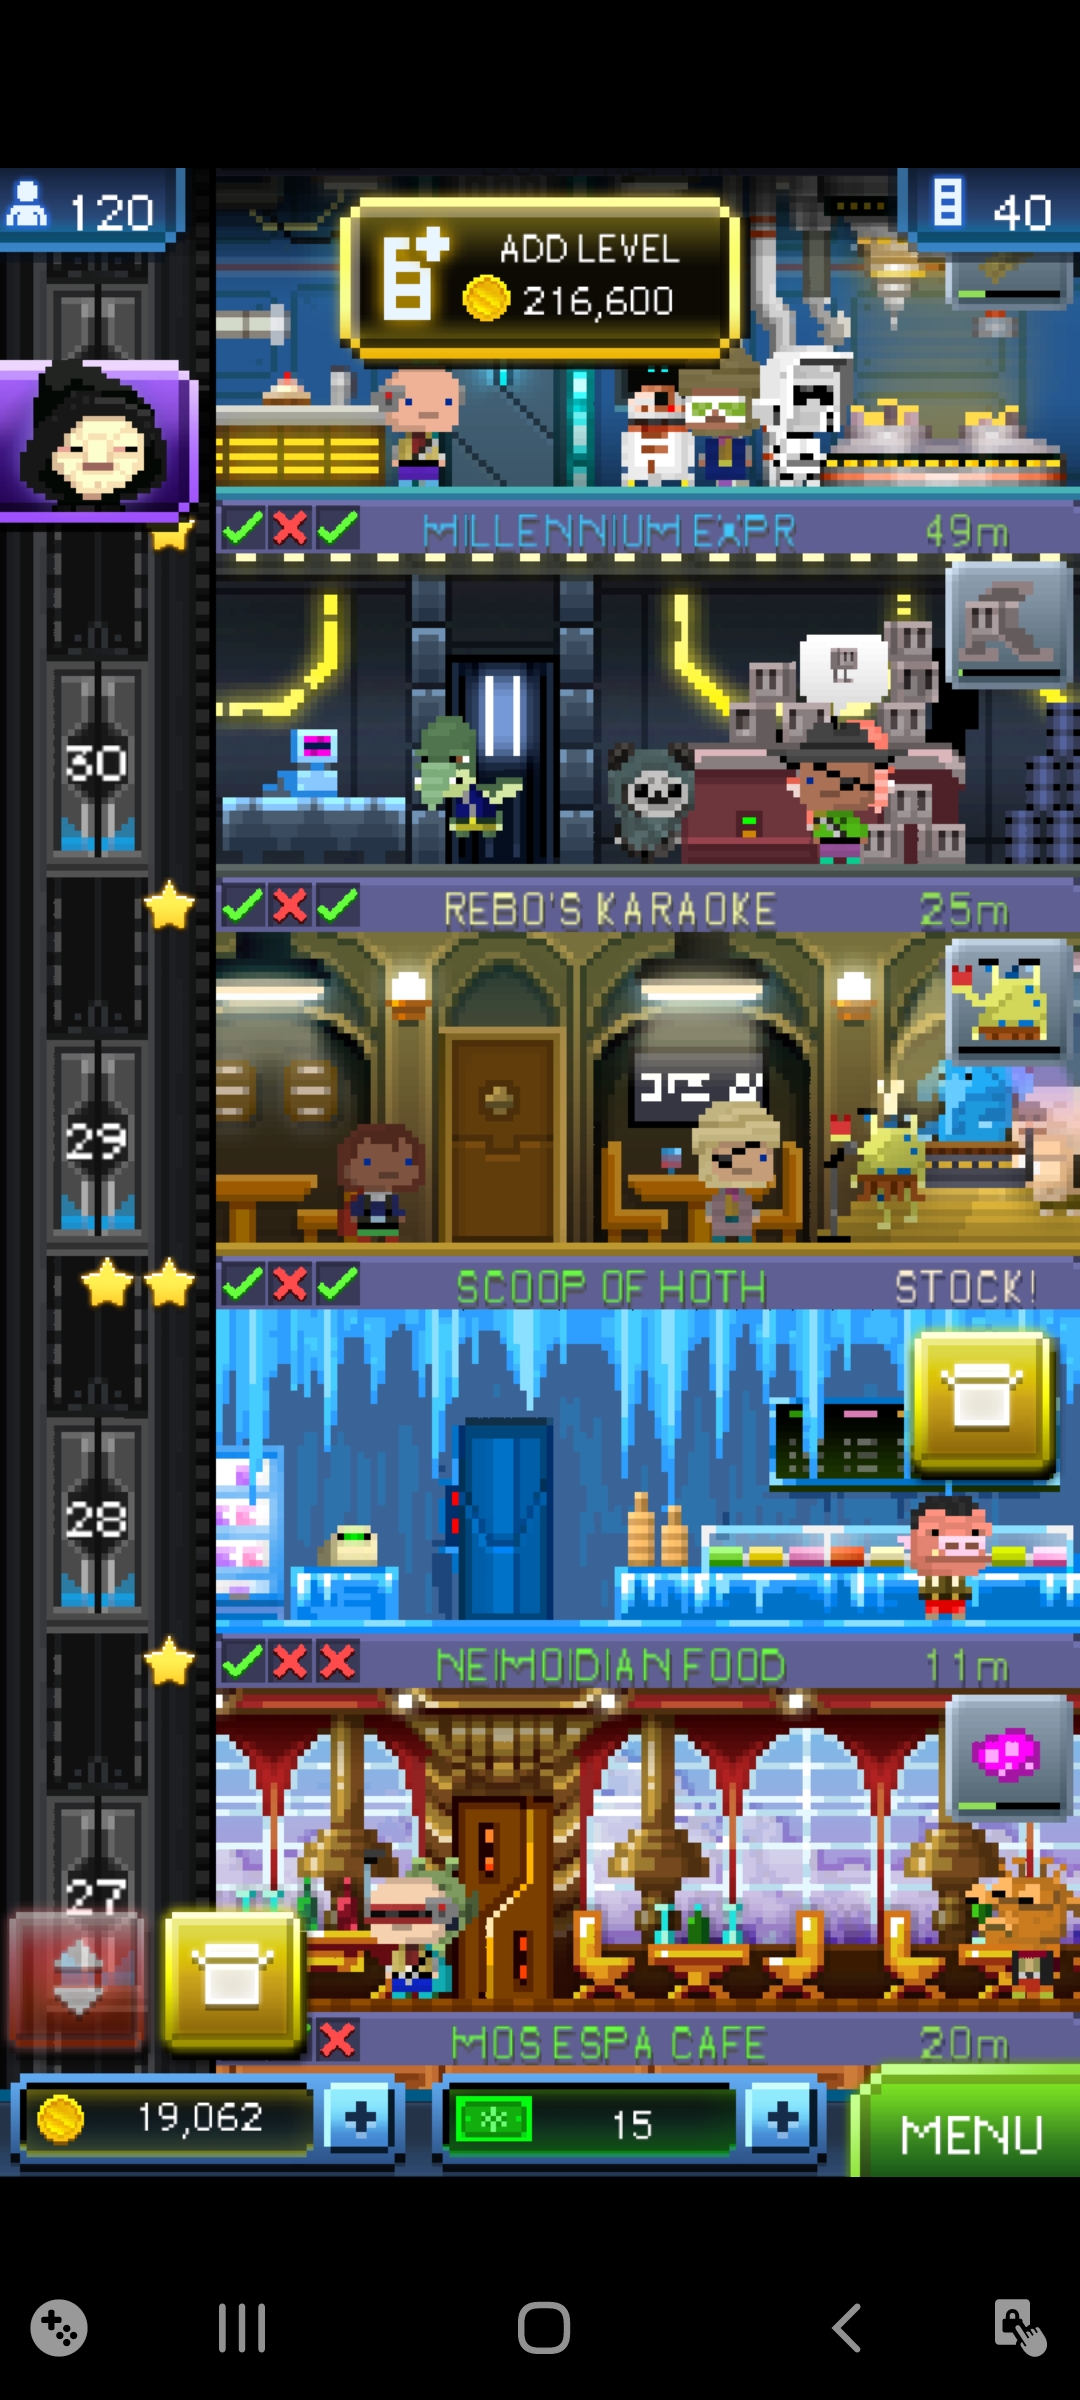 120
ADD LEVEL
216,600
40
MILLENNIUM EXPR 49m
30
REBO'S KARAOKE 25m
29
SCOOP OF HOTH STOCK!
28
NEIMOIDIAN FOOD 11m
27
MOS ESPA CAFE 20m
19,062
15
MENU